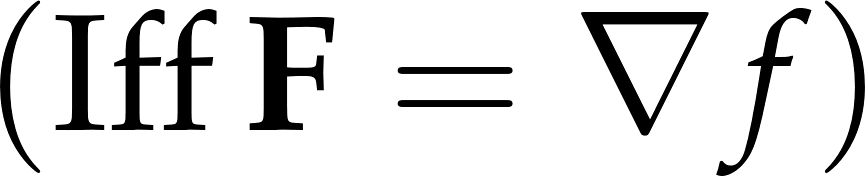 (Iff F = ∇f)